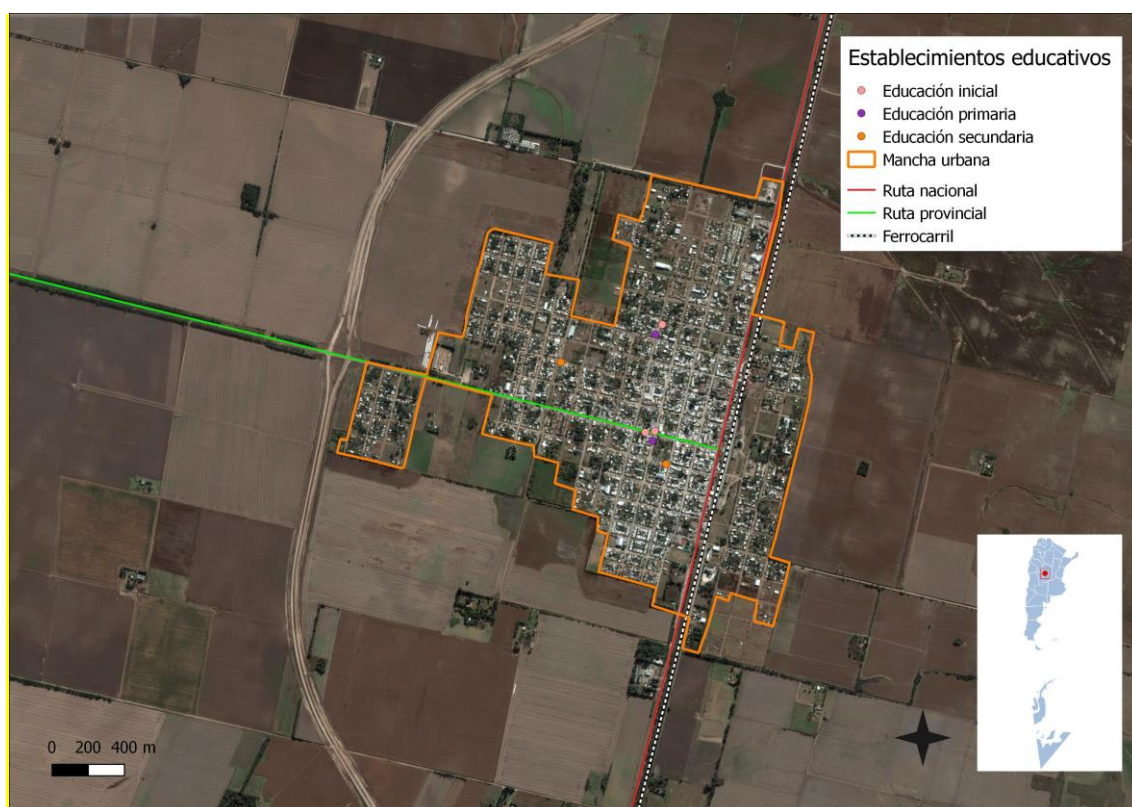 Establecimientos educativos
Educación inicial
Educación primaria
Educación secundaria
Mancha urbana
Ruta nacional
Ruta provincial
Ferrocarril
0 200 400 m